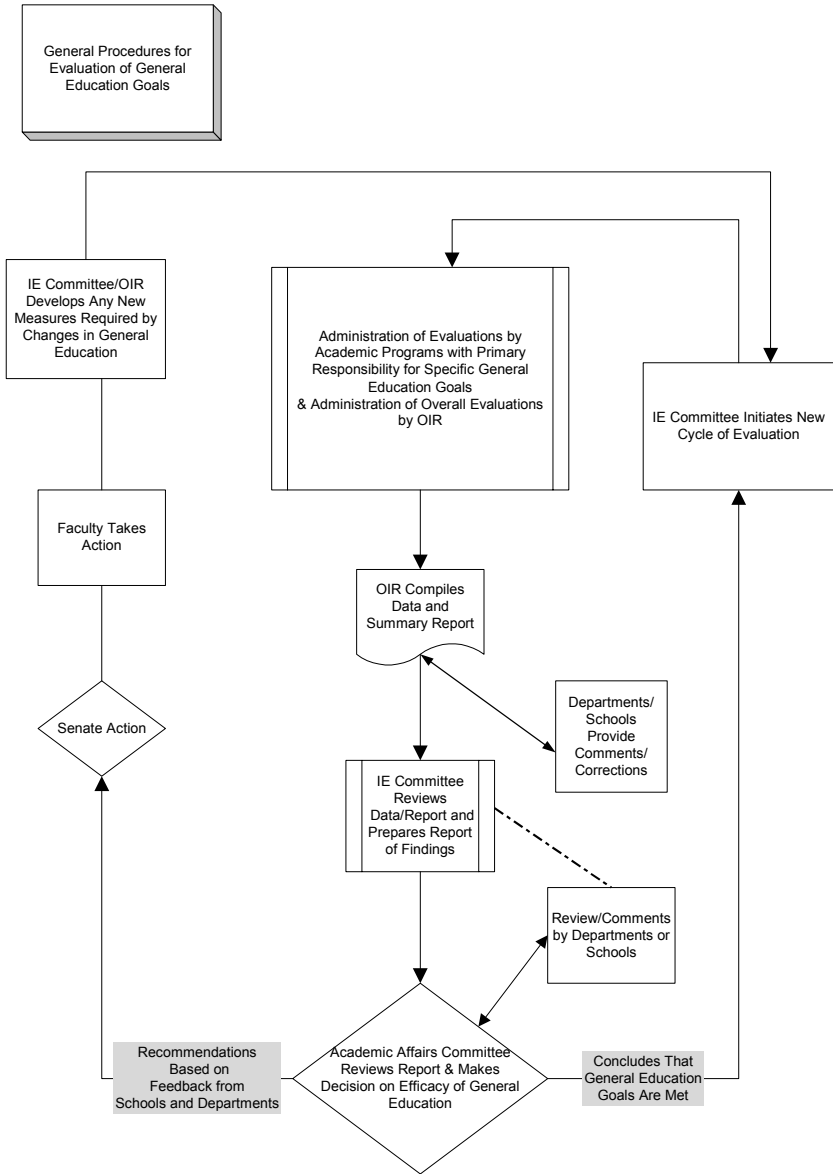 General Procedures for
Evaluation of General
Education Goals
IE Committee/OIR
Develops Any New
Measures Required by
Changes in General
Education
Administration of Evaluations by
Academic Programs with Primary
Responsibility for Specific General
Education Goals
& Administration of Overall Evaluations
by OIR
IE Committee Initiates New
Cycle of Evaluation
Faculty Takes
Action
OIR Compiles
Data and
Summary Report
Senate Action
Departments/
Schools
Provide
Comments/
Corrections
IE Committee
Reviews
Data/Report and
Prepares Report
of Findings
Review/Comments
by Departments or
Schools
Recommendations
Based on
Feedback from
Schools and Departments
Academic Affairs Committee
Reviews Report & Makes
Decision on Efficacy of General
Education
Concludes That
General Education
Goals Are Met